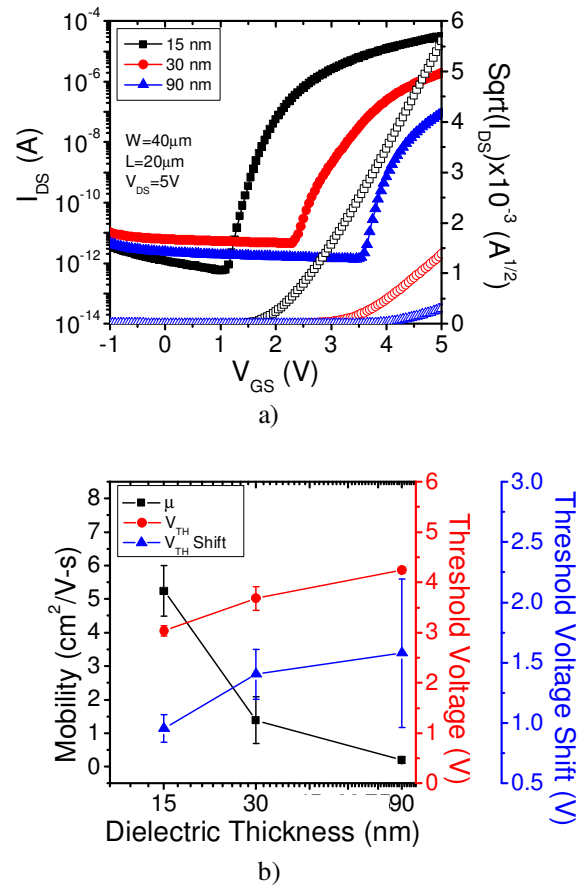 15 nm
30 nm
90 nm
W=40μm
L=20μm
V_DS=5V
10^-4
10^-6
10^-8
10^-10
10^-12
10^-14
I_DS (A)
-1 0 1 2 3 4 5
V_GS (V)
6
5
4
3
2
1
0
Sqrt(I_DS)x10^-3 (A^1/2)
a)
μ
V_TH
V_TH Shift
8
7
6
5
4
3
2
1
0
Mobility (cm^2/V-s)
15 30 90
Dielectric Thickness (nm)
6
5
4
3
2
1
0
Threshold Voltage (V)
3.0
2.5
2.0
1.5
1.0
0.5
Threshold Voltage Shift (V)
b)